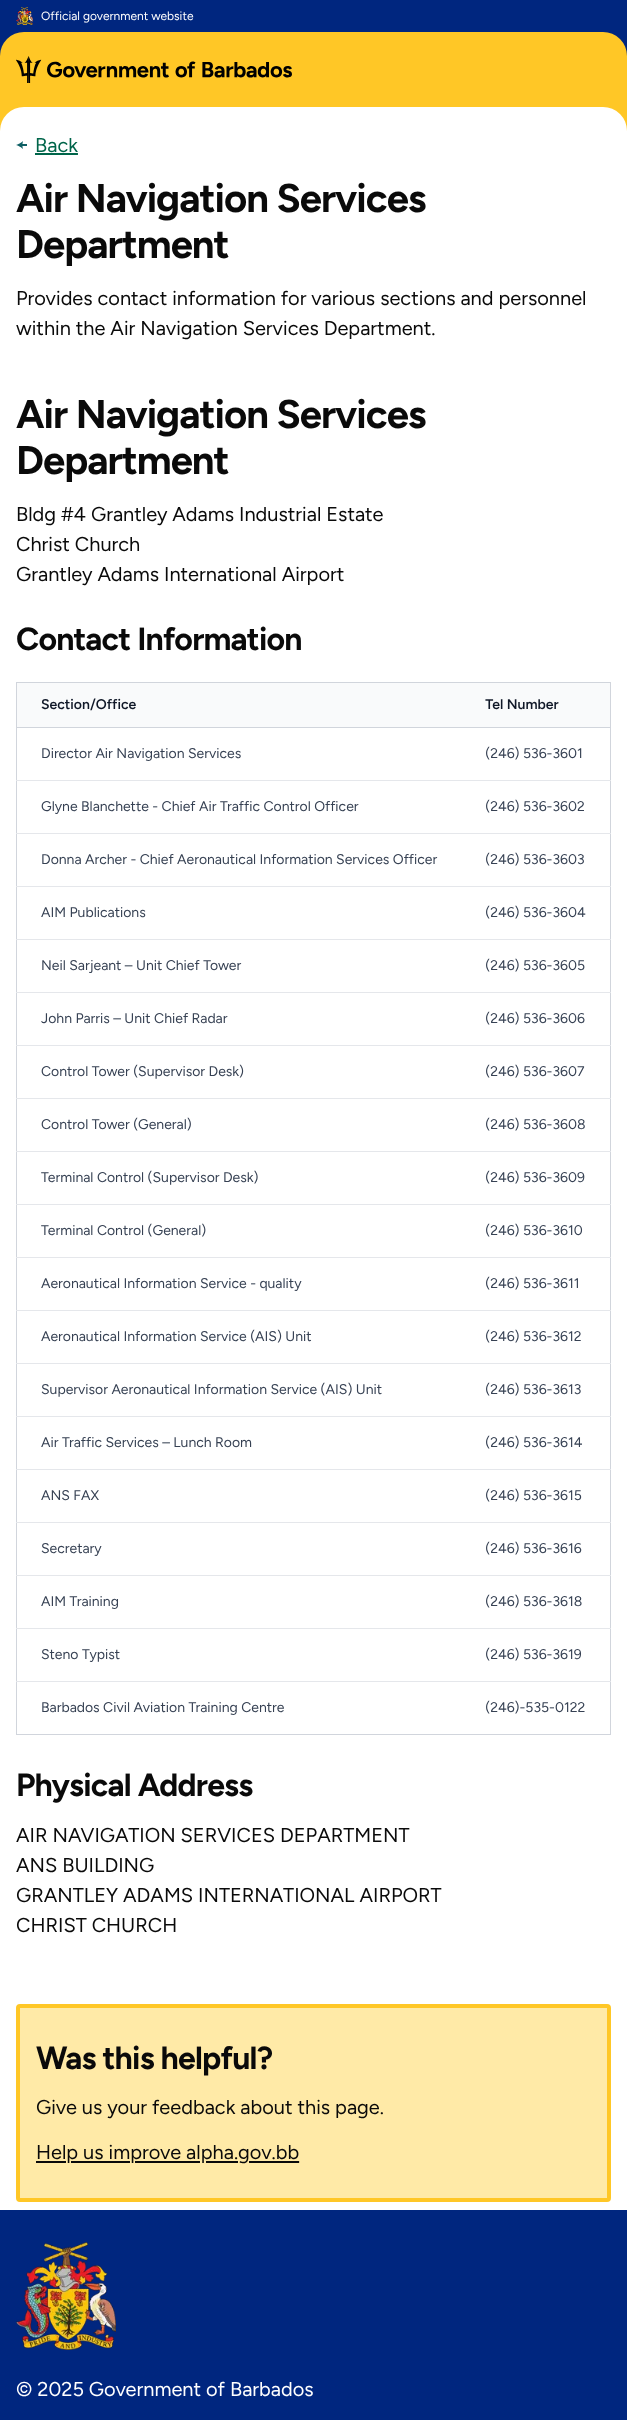 Official government website
Government of Barbados
Back
Air Navigation Services
Department
Provides contact information for various sections and personnel
within the Air Navigation Services Department.
Air Navigation Services
Department
Bldg #4 Grantley Adams Industrial Estate
Christ Church
Grantley Adams International Airport
Contact Information
Section/Office Tel Number
Director Air Navigation Services (246) 536-3601
Glyne Blanchette - Chief Air Traffic Control Officer (246) 536-3602
Donna Archer - Chief Aeronautical Information Services Officer (246) 536-3603
AIM Publications (246) 536-3604
Neil Sarjeant – Unit Chief Tower (246) 536-3605
John Parris – Unit Chief Radar (246) 536-3606
Control Tower (Supervisor Desk) (246) 536-3607
Control Tower (General) (246) 536-3608
Terminal Control (Supervisor Desk) (246) 536-3609
Terminal Control (General) (246) 536-3610
Aeronautical Information Service - quality (246) 536-3611
Aeronautical Information Service (AIS) Unit (246) 536-3612
Supervisor Aeronautical Information Service (AIS) Unit (246) 536-3613
Air Traffic Services – Lunch Room (246) 536-3614
ANS FAX (246) 536-3615
Secretary (246) 536-3616
AIM Training (246) 536-3618
Steno Typist (246) 536-3619
Barbados Civil Aviation Training Centre (246)-535-0122
Physical Address
AIR NAVIGATION SERVICES DEPARTMENT
ANS BUILDING
GRANTLEY ADAMS INTERNATIONAL AIRPORT
CHRIST CHURCH
Was this helpful?
Give us your feedback about this page.
Help us improve alpha.gov.bb
PRIDE AND INDUSTRY
© 2025 Government of Barbados